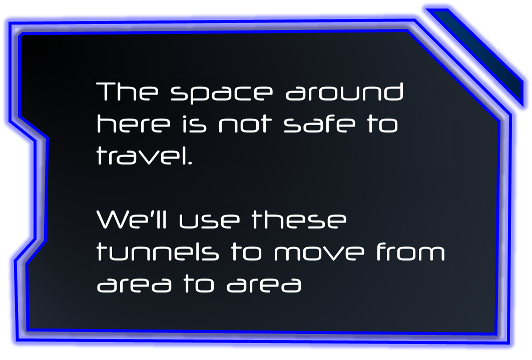 The space around
here is not safe to
travel.
We'll use these
tunnels to move from
area to area